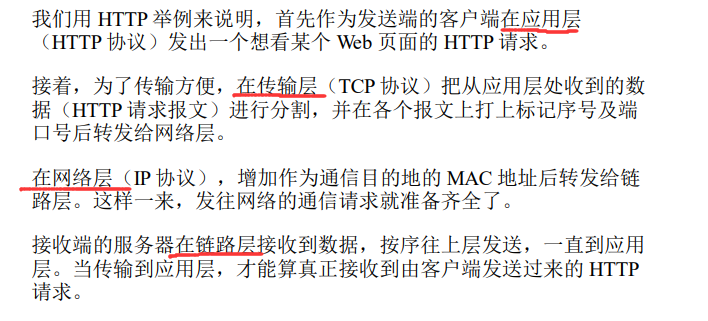 我们用 HTTP 举例来说明，首先作为发送端的客户端在应用层
（HTTP 协议）发出一个想看某个 Web 页面的 HTTP 请求。
接着，为了传输方便，在传输层（TCP 协议）把从应用层处收到的数
据（HTTP 请求报文）进行分割，并在各个报文上打上标记序号及端
口号后转发给网络层。
在网络层（IP 协议），增加作为通信目的地的 MAC 地址后转发给链
路层。这样一来，发往网络的通信请求就准备齐全了。
接收端的服务器在链路层接收到数据，按序往上层发送，一直到应用
层。当传输到应用层，才能算真正接收到由客户端发送过来的 HTTP
请求。